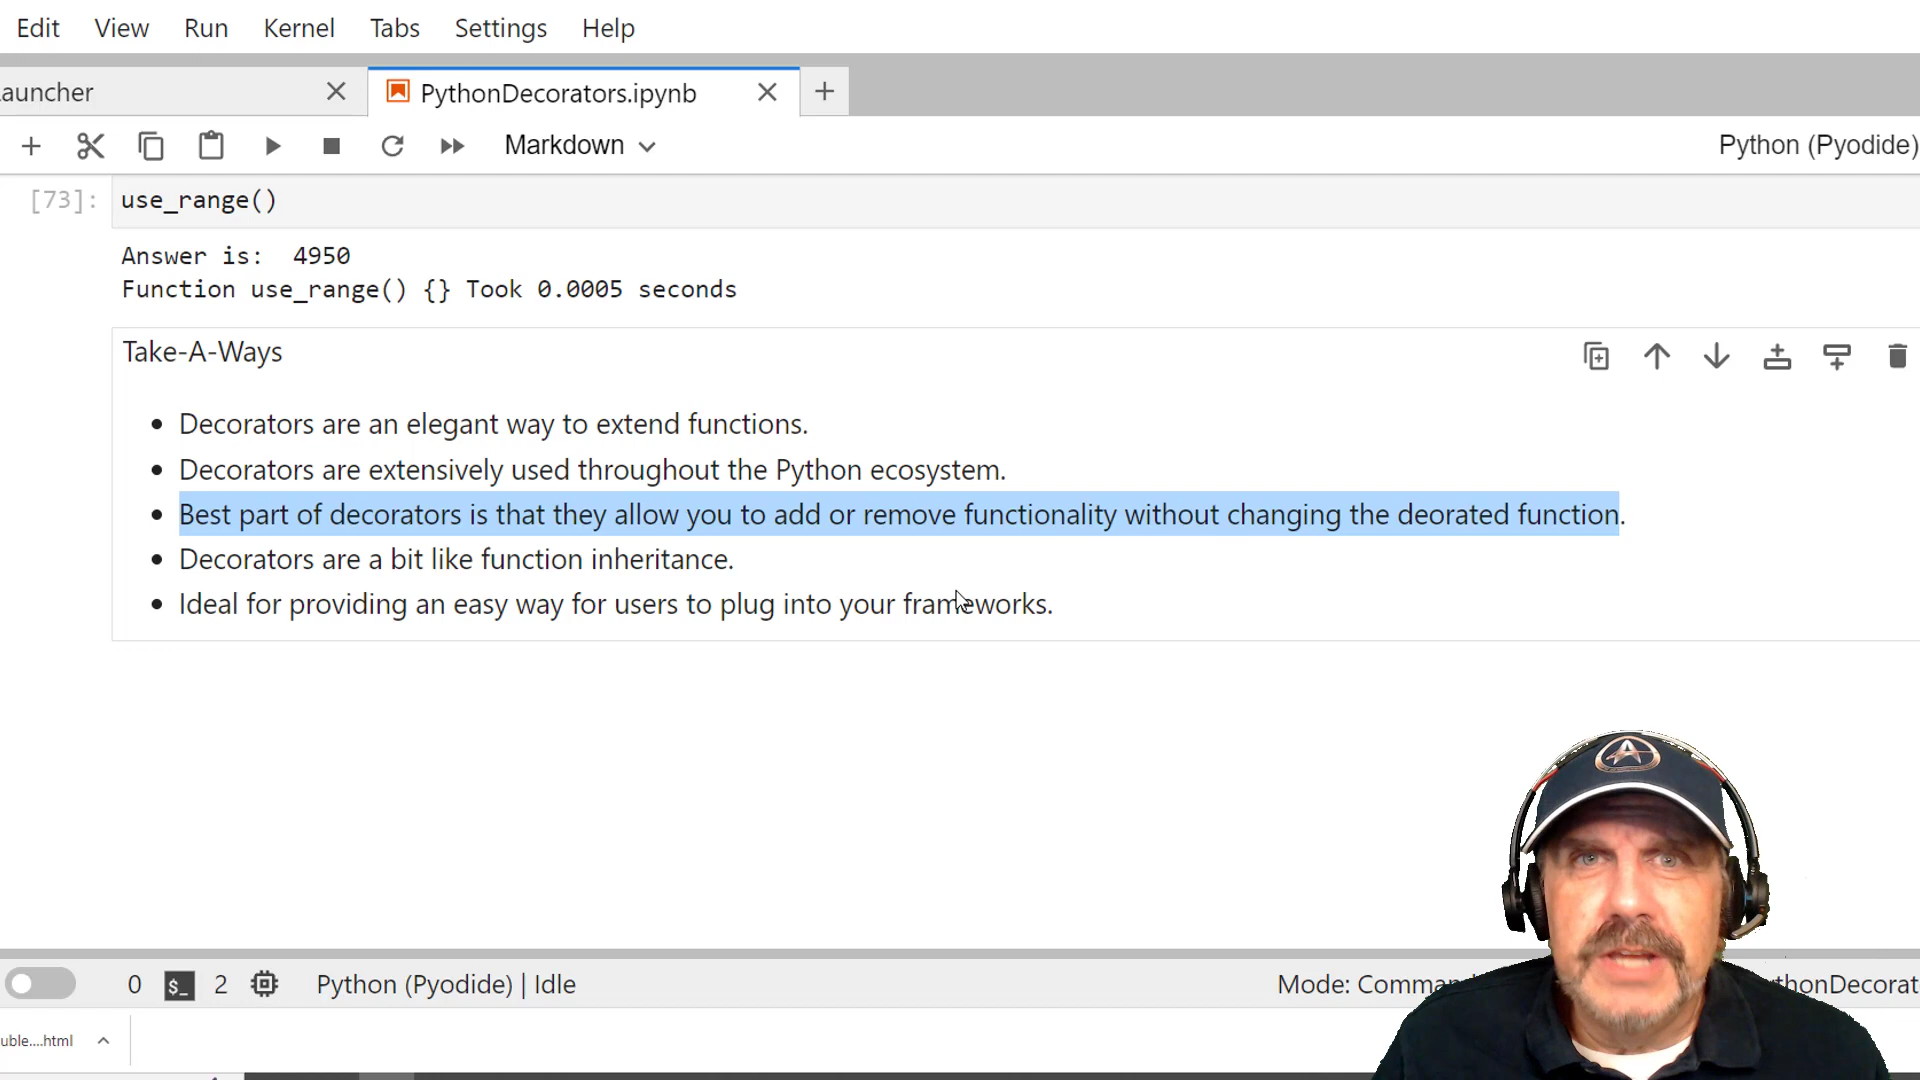 Edit View Run Kernel Tabs Settings Help
auncher
PythonDecorators.ipynb
Markdown
Python (Pyodide)
[73]: use_range()
Answer is:  4950
Function use_range() {} Took 0.0005 seconds
Take-A-Ways
• Decorators are an elegant way to extend functions.
• Decorators are extensively used throughout the Python ecosystem.
• Best part of decorators is that they allow you to add or remove functionality without changing the deorated function.
• Decorators are a bit like function inheritance.
• Ideal for providing an easy way for users to plug into your frameworks.
0 $_ 2 Python (Pyodide) | Idle Mode: Comman thonDecorat
uble....html